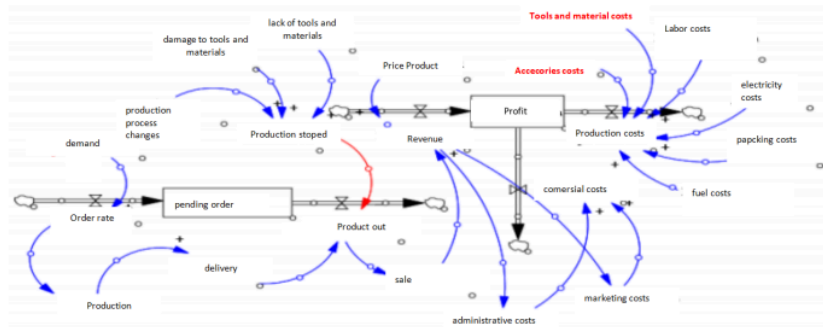 Tools and material costs
lack of tools and
materials
Labor costs
damage to tools and
materials
Price Product
Accecories costs
electricity
costs
production
process
changes
Profit
Production stoped
Revenue
Production costs
papcking costs
demand
comersial costs
fuel costs
pending order
Order rate
Product out
delivery
sale
Production
marketing costs
administrative costs